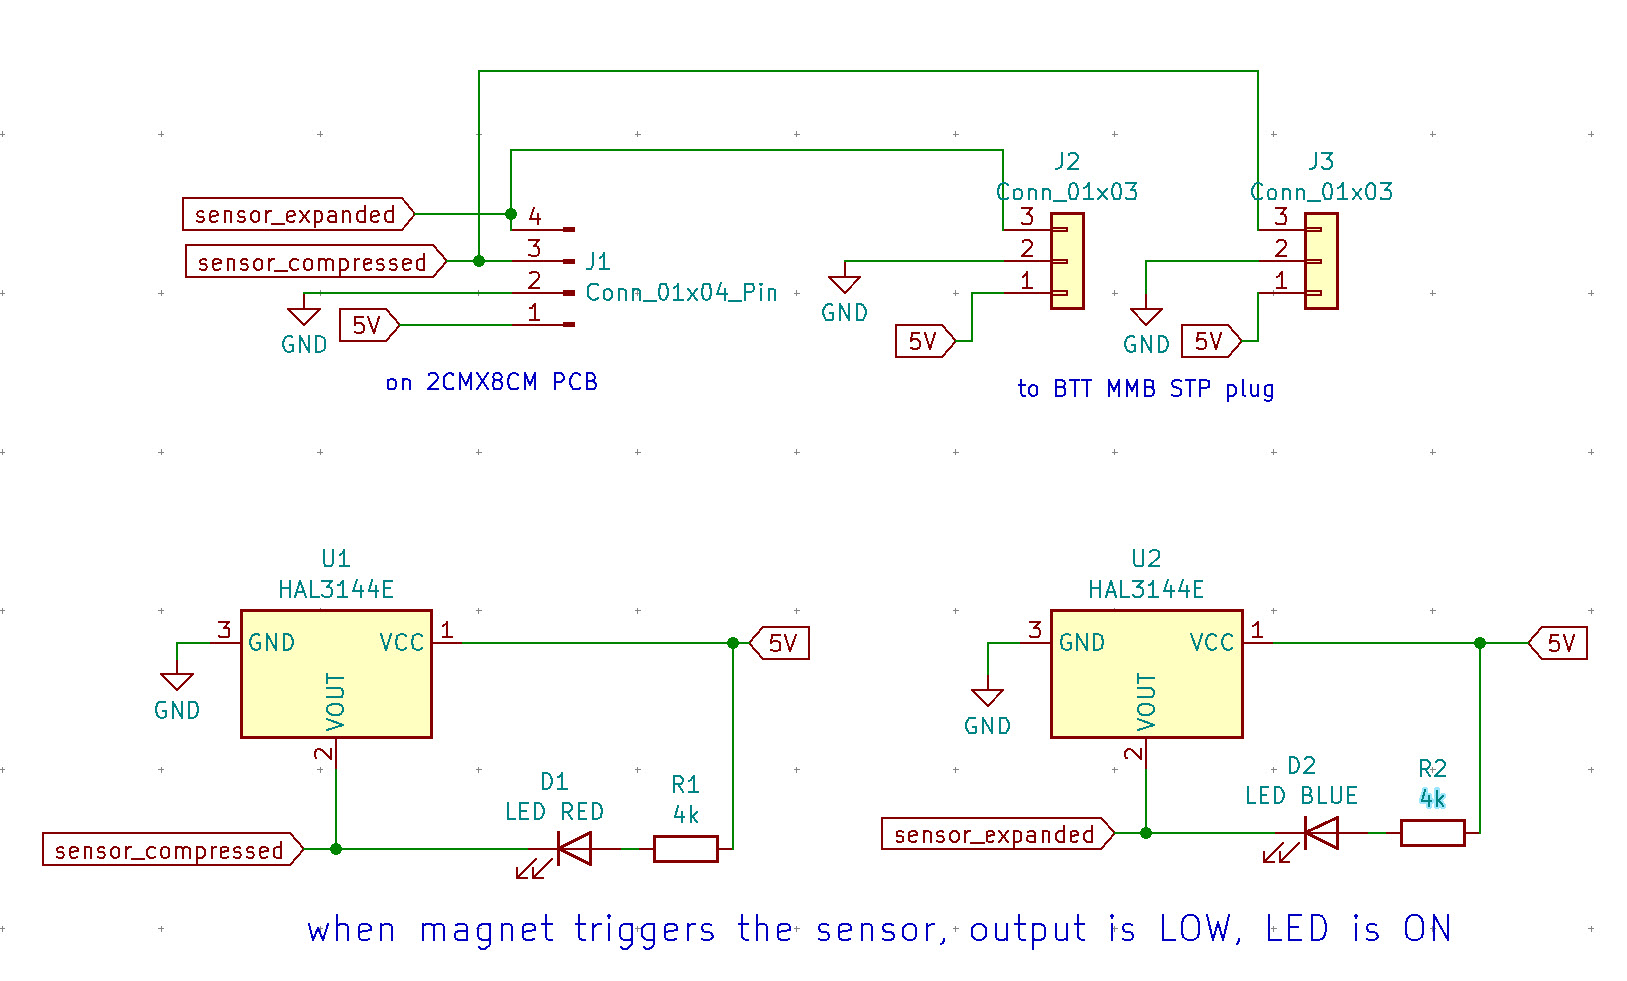 J2
J3
Conn_01x03
Conn_01x03
sensor_expanded
4
3
3
sensor_compressed
3
J1
2
2
2
Conn_01x04_Pin
1
1
GND
5V
1
GND
5V
GND
5V
GND
on 2CMX8CM PCB
to BTT MMB STP plug
U1
HAL3144E
U2
HAL3144E
3
GND
VCC
1
5V
GND
VOUT
2
3
GND
VCC
1
5V
GND
VOUT
2
D1
LED RED
R1
4k
sensor_compressed
D2
LED BLUE
R2
4k
sensor_expanded
when magnet triggers the sensor, output is LOW, LED is ON